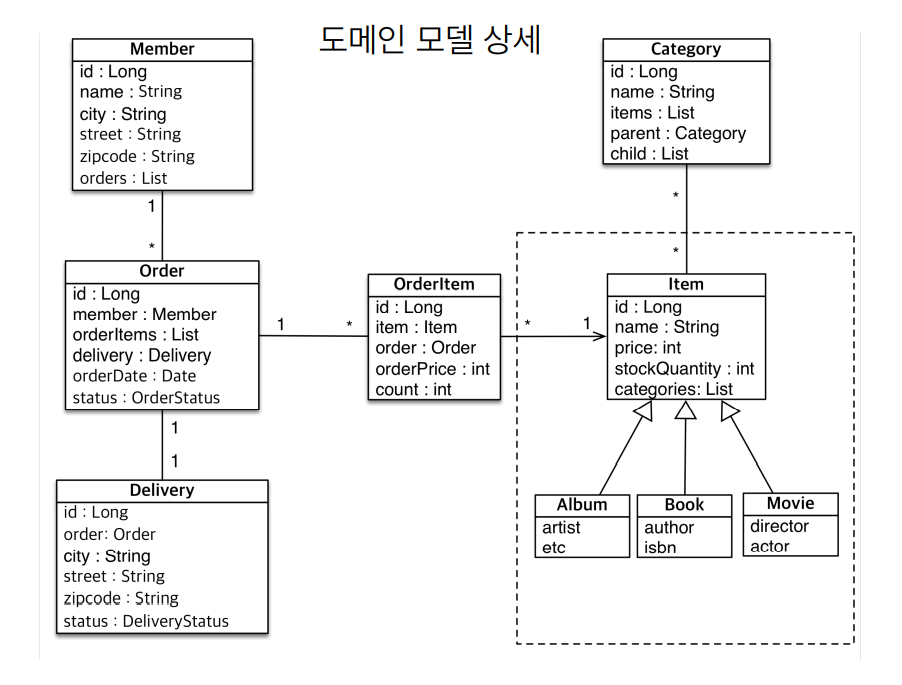 도메인 모델 상세
Member
id : Long
name : String
city : String
street : String
zipcode : String
orders : List
1
*
Order
id : Long
member : Member
orderItems : List
delivery : Delivery
orderDate : Date
status : OrderStatus
1
1
Delivery
id : Long
order: Order
city : String
street : String
zipcode : String
status : DeliveryStatus
1
*
OrderItem
id : Long
item : Item
order : Order
orderPrice : int
count : int
*
1
Category
id : Long
name : String
items : List
parent : Category
child : List
*
*
Item
id : Long
name : String
price: int
stockQuantity : int
categories: List
Album
artist
etc
Book
author
isbn
Movie
director
actor